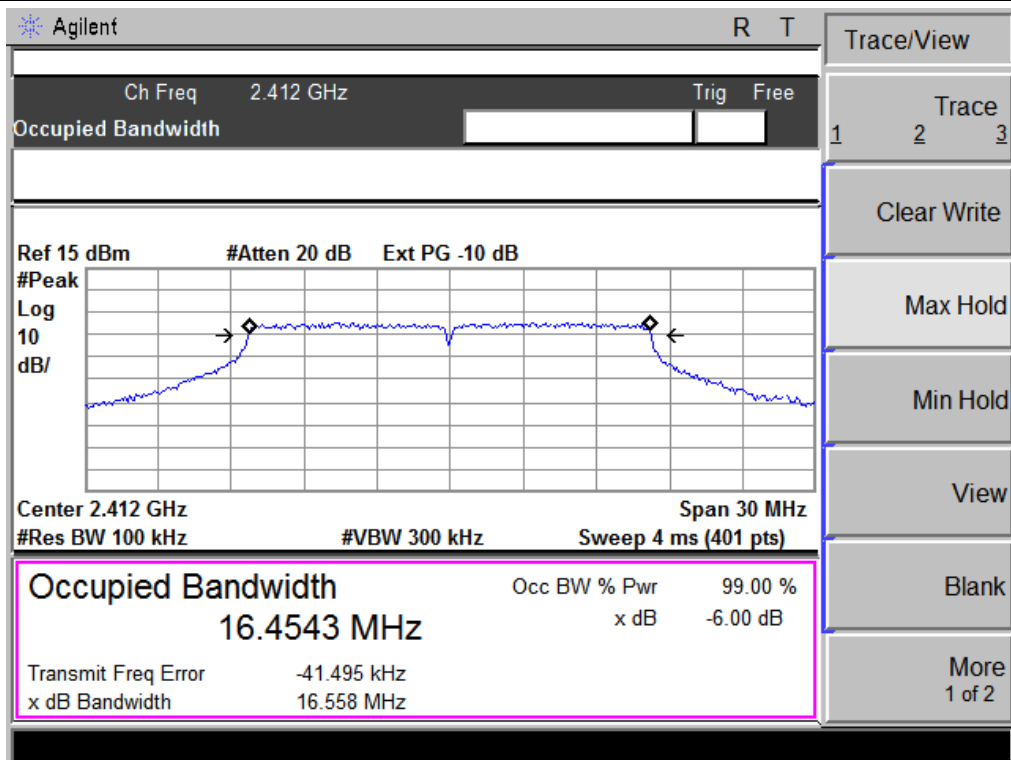 Agilent R T
Trace/View
Ch Freq 2.412 GHz Trig Free
Occupied Bandwidth
Trace
1 2 3
Clear Write
Ref 15 dBm #Atten 20 dB Ext PG -10 dB
#Peak
Log
10
dB/
Max Hold
Min Hold
View
Center 2.412 GHz Span 30 MHz
#Res BW 100 kHz #VBW 300 kHz Sweep 4 ms (401 pts)
Occupied Bandwidth Occ BW % Pwr 99.00 %
16.4543 MHz x dB -6.00 dB
Transmit Freq Error -41.495 kHz
x dB Bandwidth 16.558 MHz
Blank
More
1 of 2